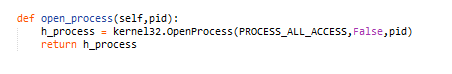 def open_process(self,pid):
    h_process = kernel32.OpenProcess(PROCESS_ALL_ACCESS,False,pid)
    return h_process